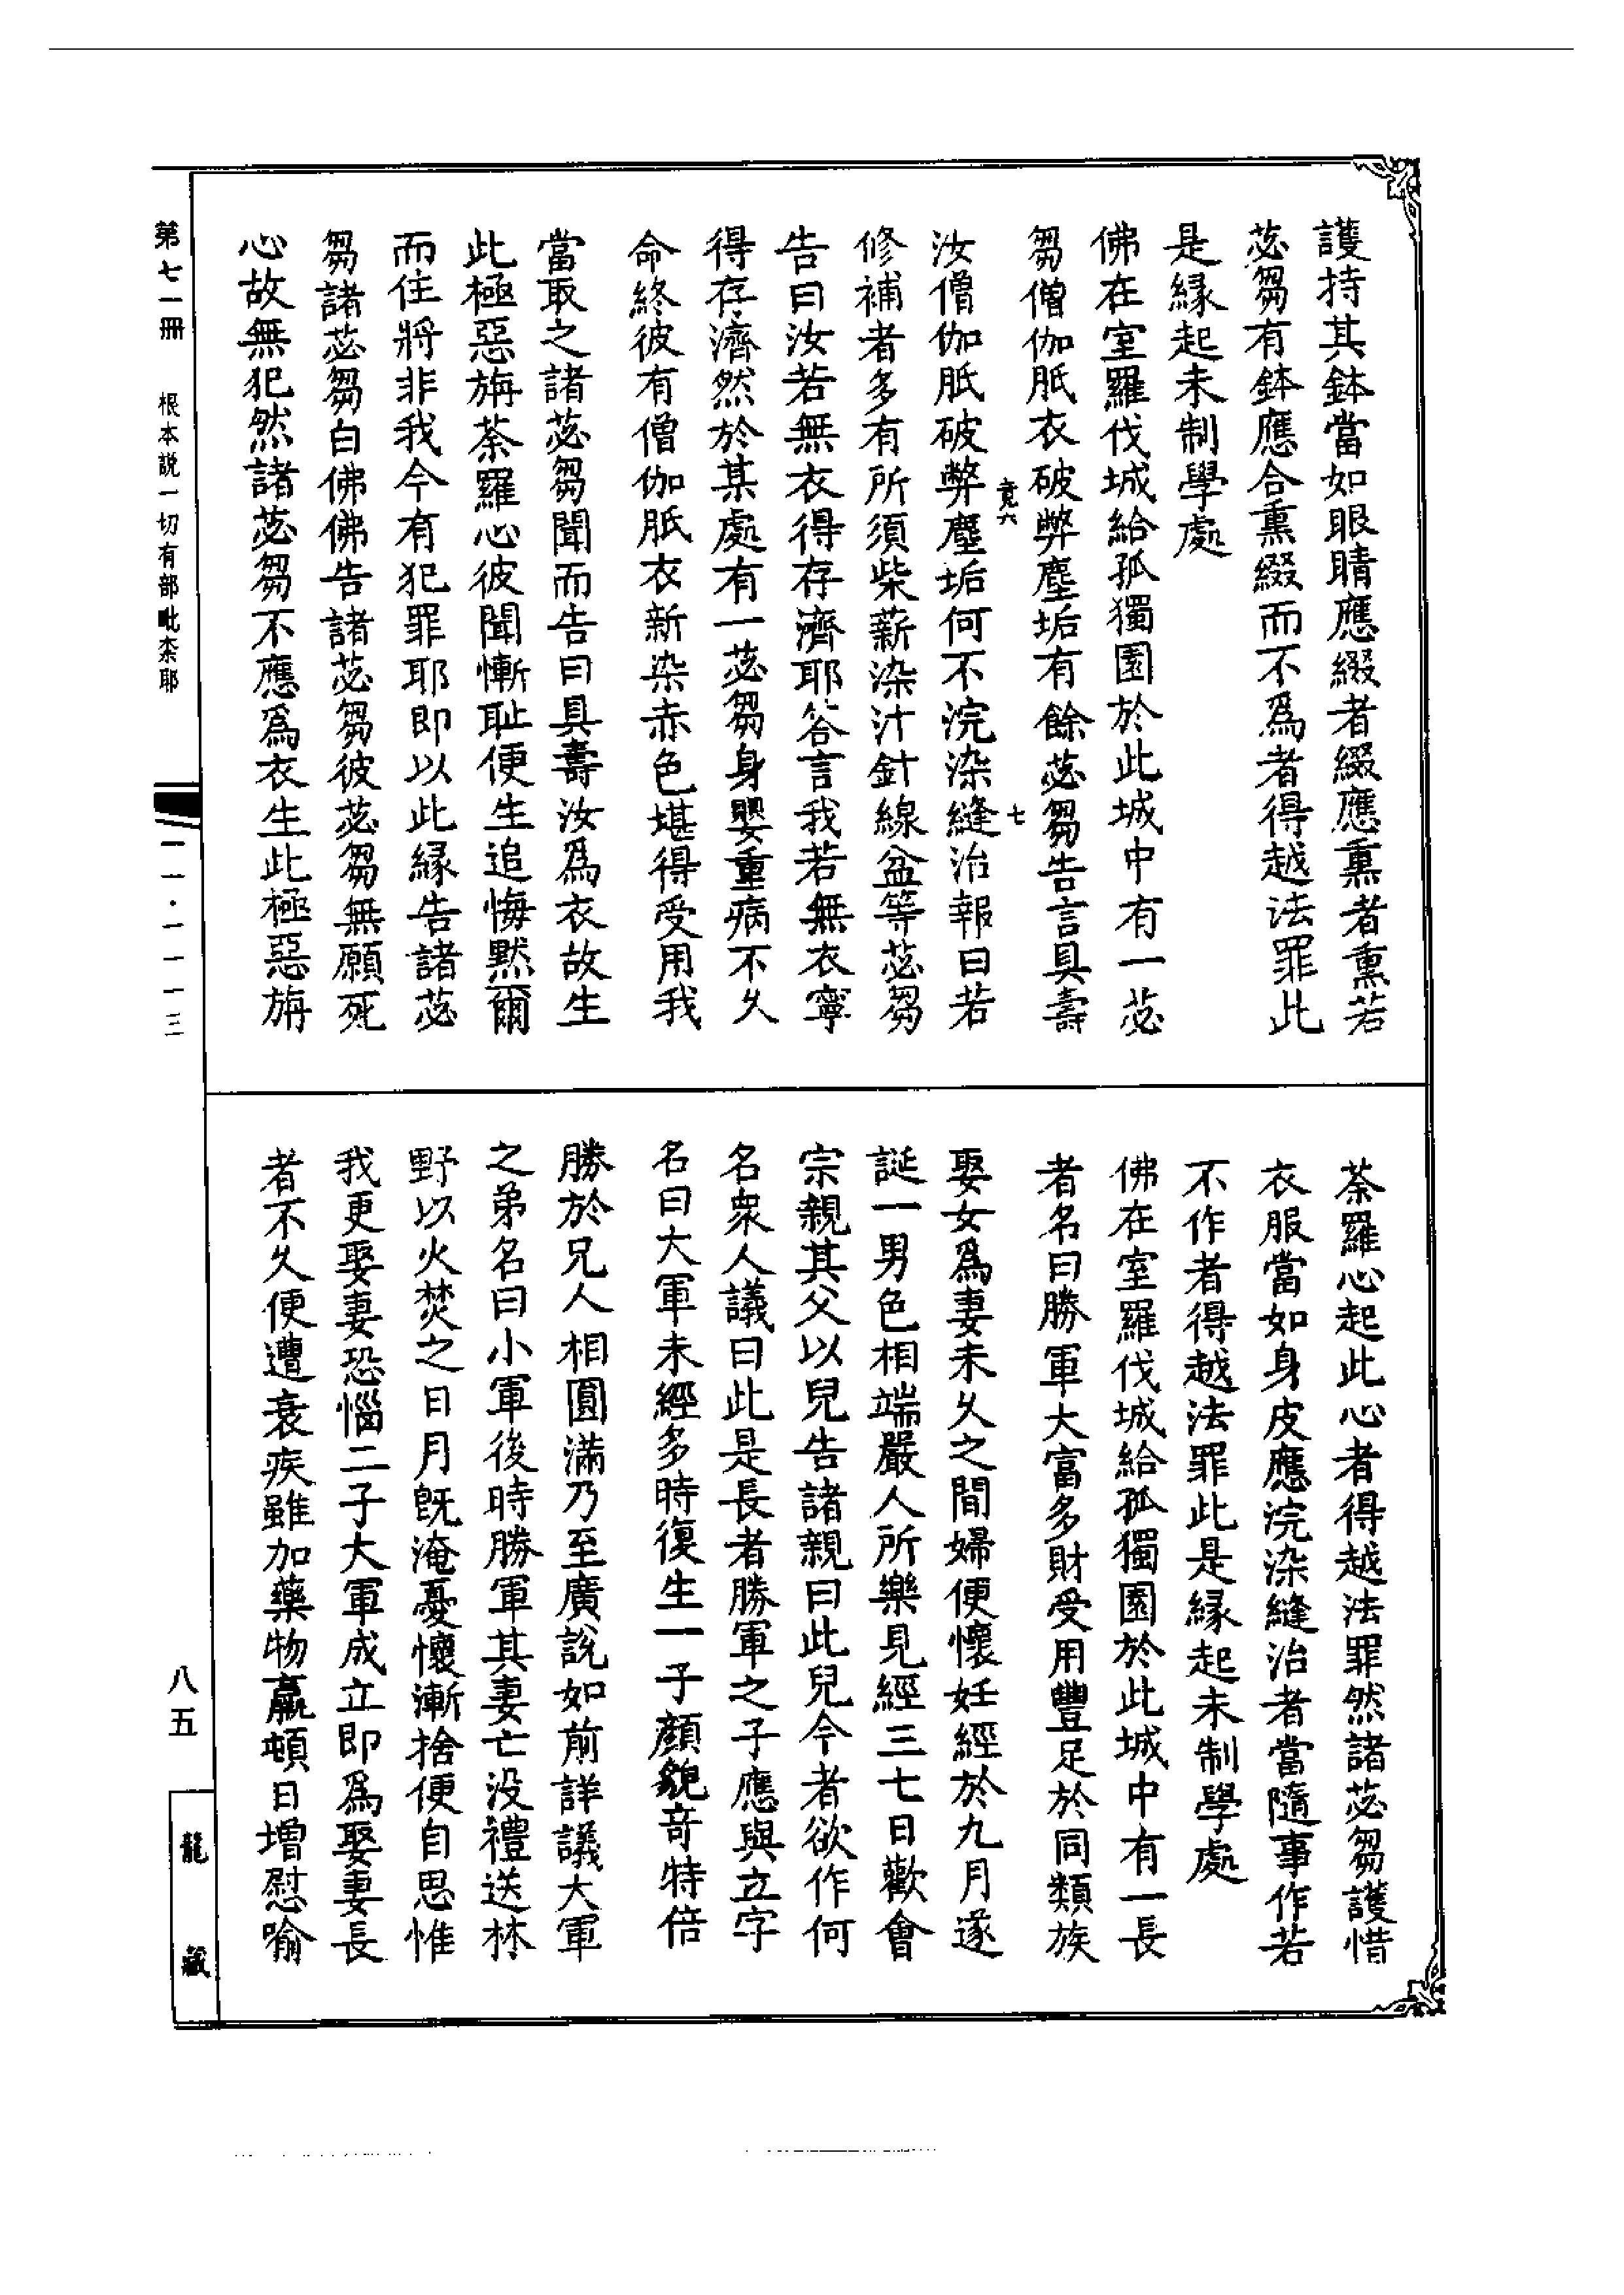 護持其鉢當如眼睛應綴者綴應熏者熏若
苾芻有鉢應合熏綴而不爲者得越法罪此
是緣起未制學處
佛在室羅伐城給孤獨園於此城中有一苾
芻僧伽胝衣破弊塵垢有餘苾芻告言具壽
竟六
七
汝僧伽胝破弊塵垢何不浣染縫治報曰若
修補者多有所須柴薪染汁針線盆等苾芻
告曰汝若無衣得存濟耶答言我若無衣寧
得存濟然於某處有一苾芻身嬰重病不久
命終彼有僧伽胝衣新染赤色堪得受用我
當取之諸苾芻聞而告曰具壽汝爲衣故生
此極惡旃荼羅心彼聞慚恥便生追悔黙爾
而住將非我今有犯罪耶即以此緣告諸苾
芻諸苾芻白佛佛告諸苾芻彼苾芻無願死
心故無犯然諸苾芻不應爲衣生此極惡旃
荼羅心起此心者得越法罪然諸苾芻護惜
衣服當如身皮應浣染縫治者當隨事作若
不作者得越法罪此是緣起未制學處
佛在室羅伐城給孤獨園於此城中有一長
者名曰勝軍大富多財受用豐足於同類族
娶女爲妻未久之間婦便懷妊經於九月遂
誕一男色相端嚴人所樂見經三七日歡會
宗親其父以兒告諸親曰此兒今者欲作何
名衆人議曰此是長者勝軍之子應與立字
名曰大軍未經多時復生一子顏貌奇特倍
勝於兄人相圓滿乃至廣說如前詳議大軍
之弟名曰小軍後時勝軍其妻亡没禮送林
野以火焚之日月既淹憂懷漸捨便自思惟
我更娶妻恐惱二子大軍成立即爲娶妻長
者不久便遭衰疾雖加藥物羸頓日增慰喻
第七一冊
根本説一切有部毗柰耶
一一·一一一三
八五
龍藏